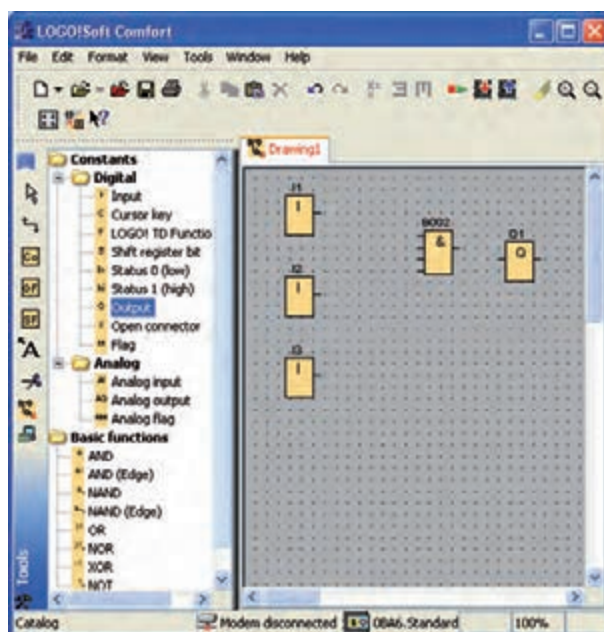 LOGO!Soft Comfort
File Edit Format View Tools Window Help
Drawing1
Constants
Digital
Input
Cursor key
LOGO! TD Functio
Shift register bit
Status 0 (low)
Status 1 (high)
Output
Open connector
Flag
Analog
Analog input
Analog output
Analog flag
Basic functions
AND
AND (Edge)
NAND
NAND (Edge)
OR
NOR
XOR
NOT
Tools
I1
I
I2
I
I3
I
B002
&
Q1
Q
Catalog
Modem disconnected
0BA6.Standard
100%